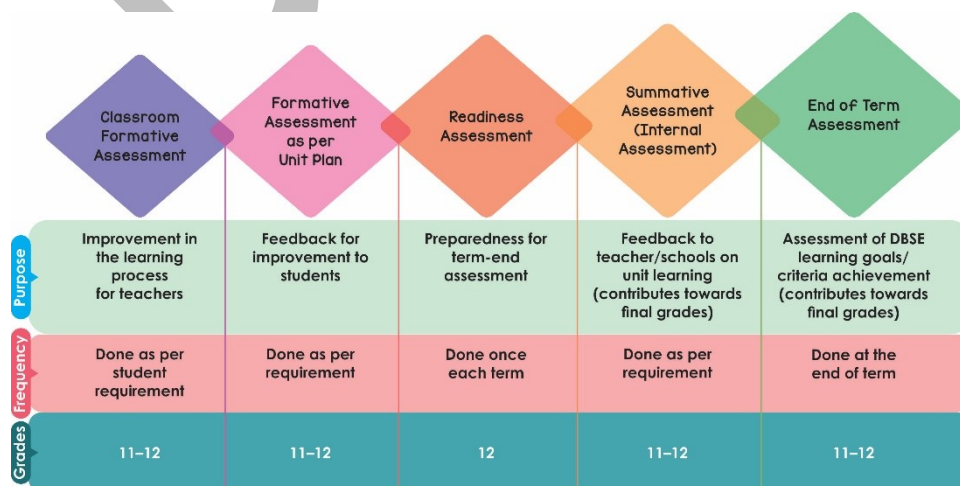 Classroom
Formative
Assessment
Formative
Assessment
as per
Unit Plan
Readiness
Assessment
Summative
Assessment
(Internal
Assessment)
End of Term
Assessment
Purpose
Improvement in
the learning
process
for teachers
Feedback for
improvement to
students
Preparedness for
term-end
assessment
Feedback to
teacher/schools on
unit learning
(contributes towards
final grades)
Assessment of DBSE
learning goals/
criteria achievement
(contributes towards
final grades)
Frequency
Done as per
student
requirement
Done as per
requirement
Done once
each term
Done as per
requirement
Done at the
end of term
Grades
11–12
11–12
12
11–12
11–12